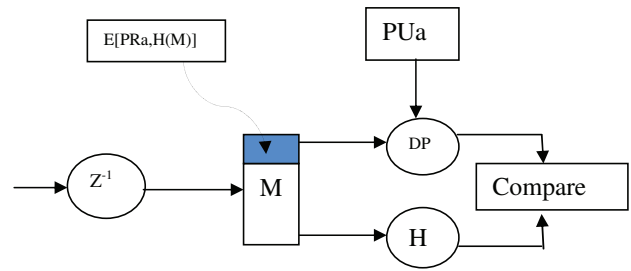 E[PRa,H(M)]
PUa
DP
Z⁻¹
M
Compare
H